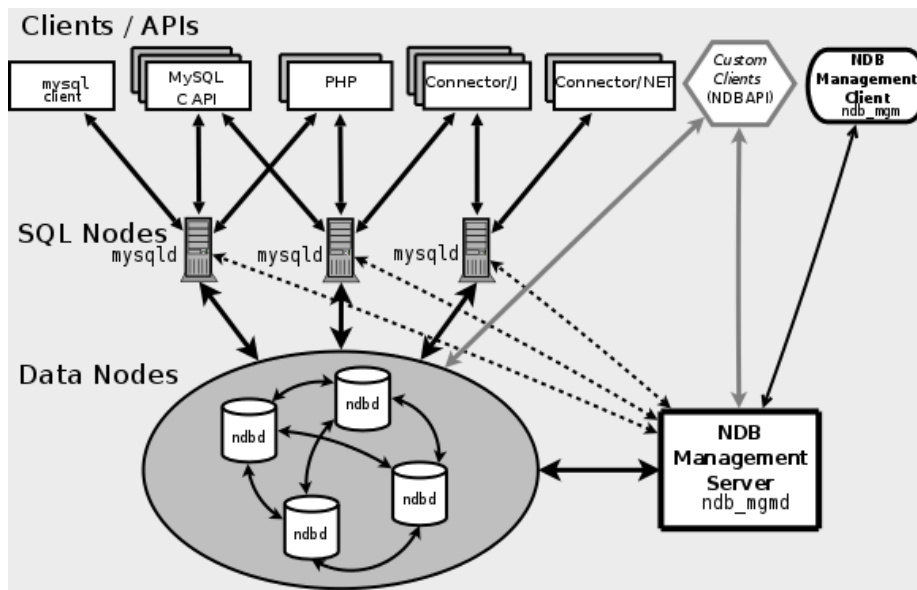 Clients / APIs
mysql
client
MySQL
C API
PHP
Connector/J
Connector/NET
Custom
Clients
(NDBAPI)
NDB
Management
Client
ndb_mgm
SQL Nodes
mysqld
mysqld
mysqld
Data Nodes
ndbd
ndbd
ndbd
ndbd
NDB
Management
Server
ndb_mgmd